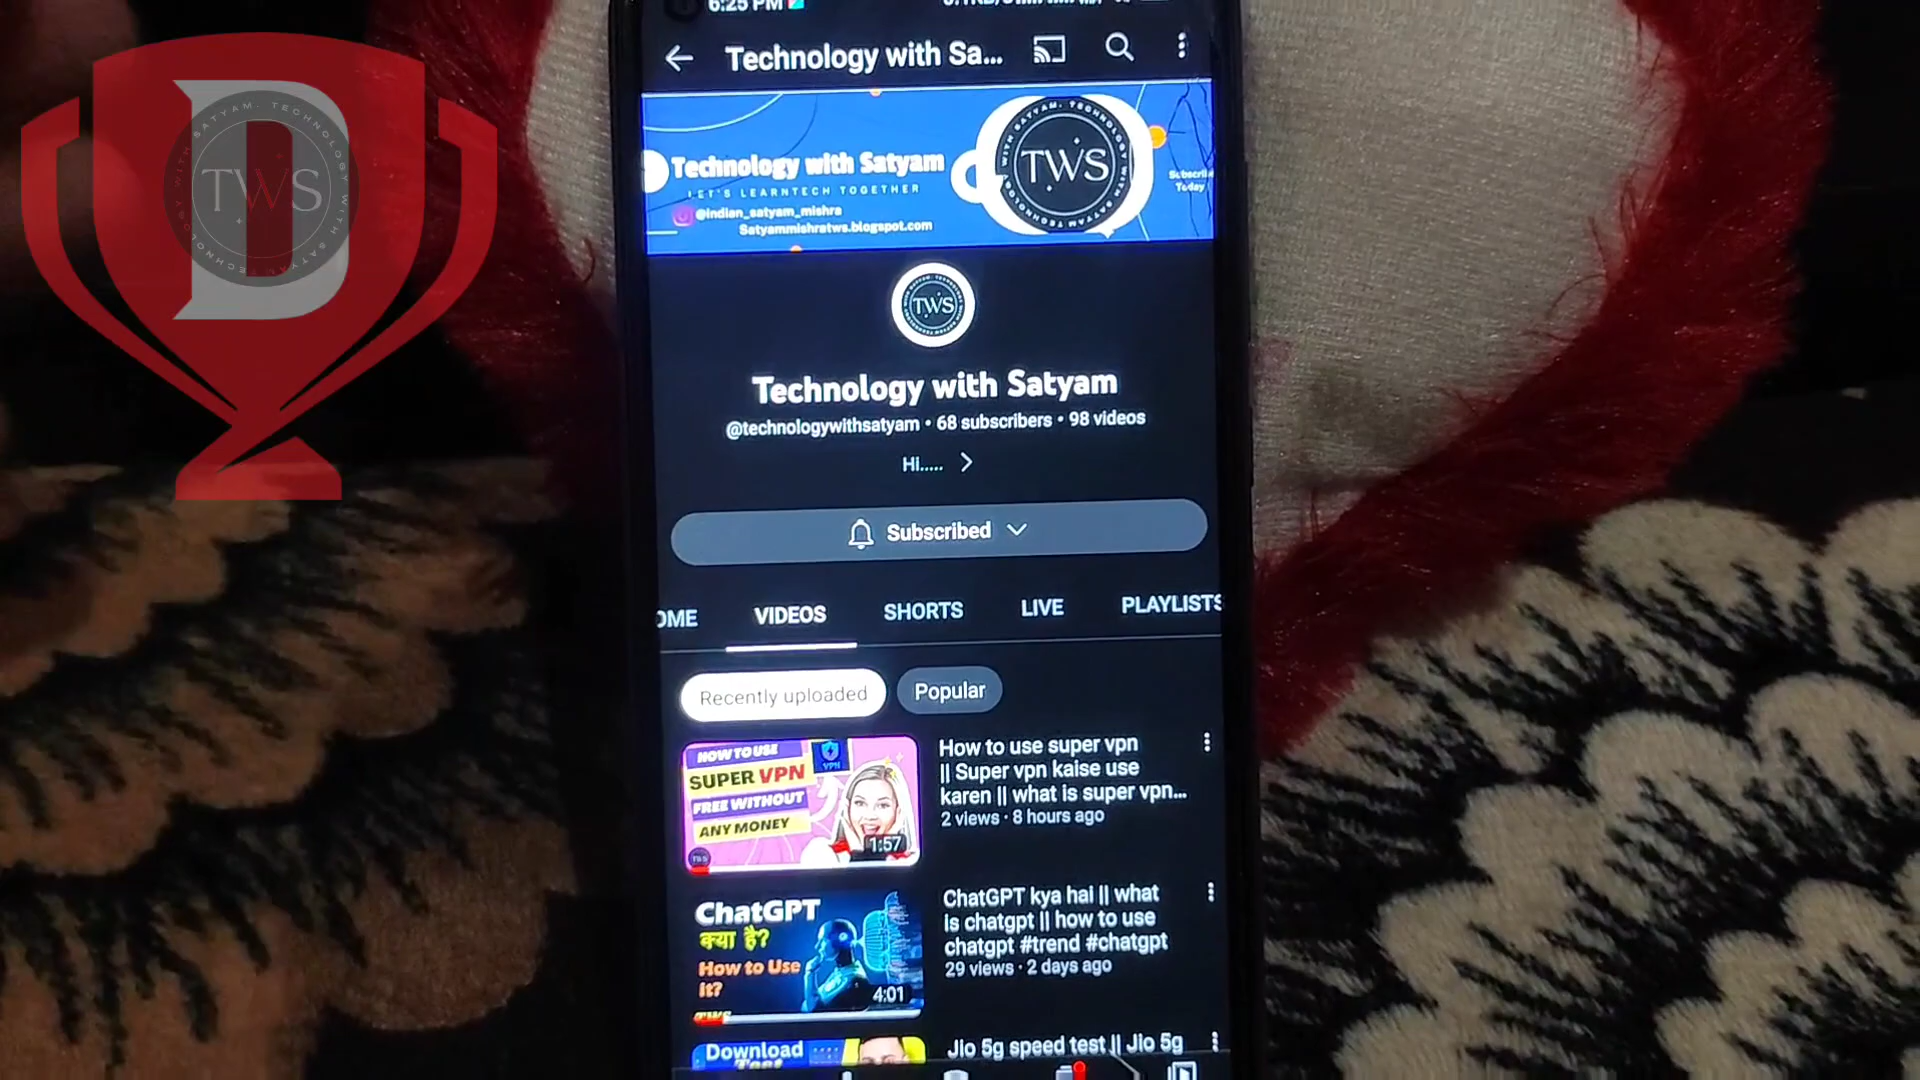 6:25 PM
Technology with Sa...
Technology with Satyam
LET'S LEARNTECH TOGETHER
@indian_satyam_mishra
Satyammishratws.blogspot.com
TWS
Subscribe
Today
TWS
D
TWS
Technology with Satyam
@technologywithsatyam • 68 subscribers • 98 videos
Hi.....
Subscribed
OME
VIDEOS
SHORTS
LIVE
PLAYLISTS
Recently uploaded
Popular
HOW TO USE
SUPER VPN
FREE WITHOUT
ANY MONEY
VPN
1:57
How to use super vpn
|| Super vpn kaise use
karen || what is super vpn...
2 views · 8 hours ago
ChatGPT
क्या है?
How to Use
it?
TWS
4:01
ChatGPT kya hai || what
is chatgpt || how to use
chatgpt #trend #chatgpt
29 views · 2 days ago
Download
Jio 5g speed test || Jio 5g